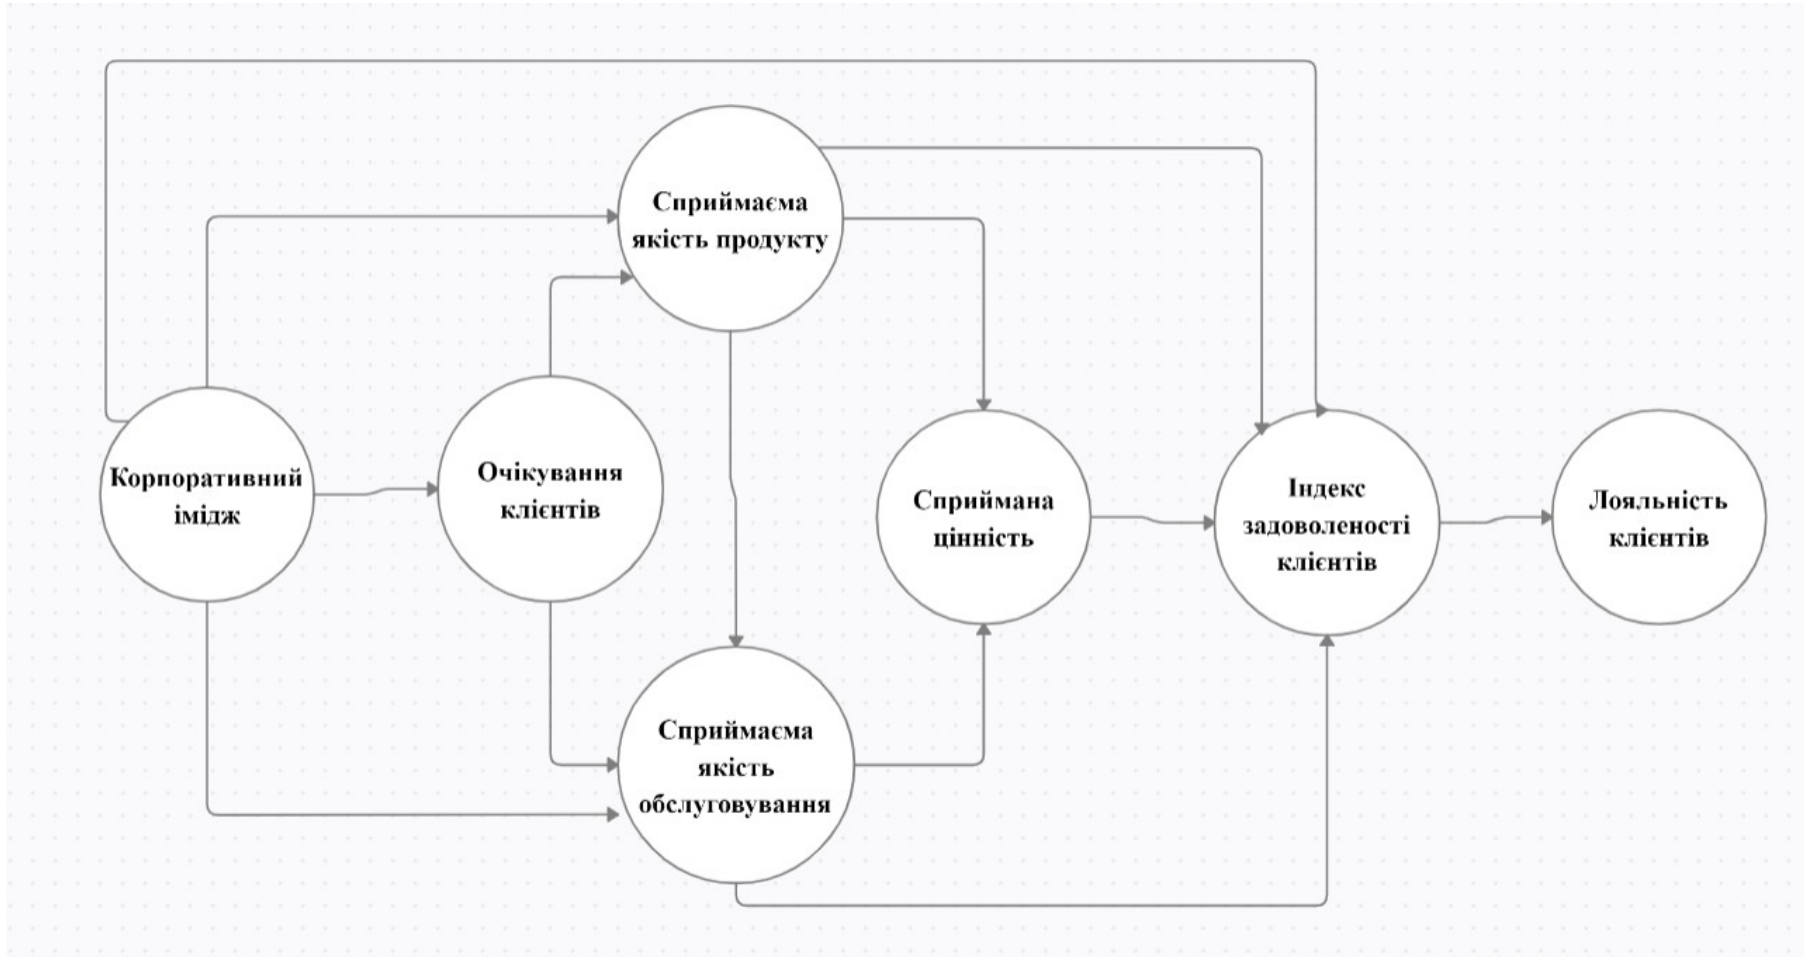 Сприймаєма
якість продукту
Корпоративний
імідж
Очікування
клієнтів
Сприймана
цінність
Індекс
задоволеності
клієнтів
Лояльність
клієнтів
Сприймаєма
якість
обслуговування